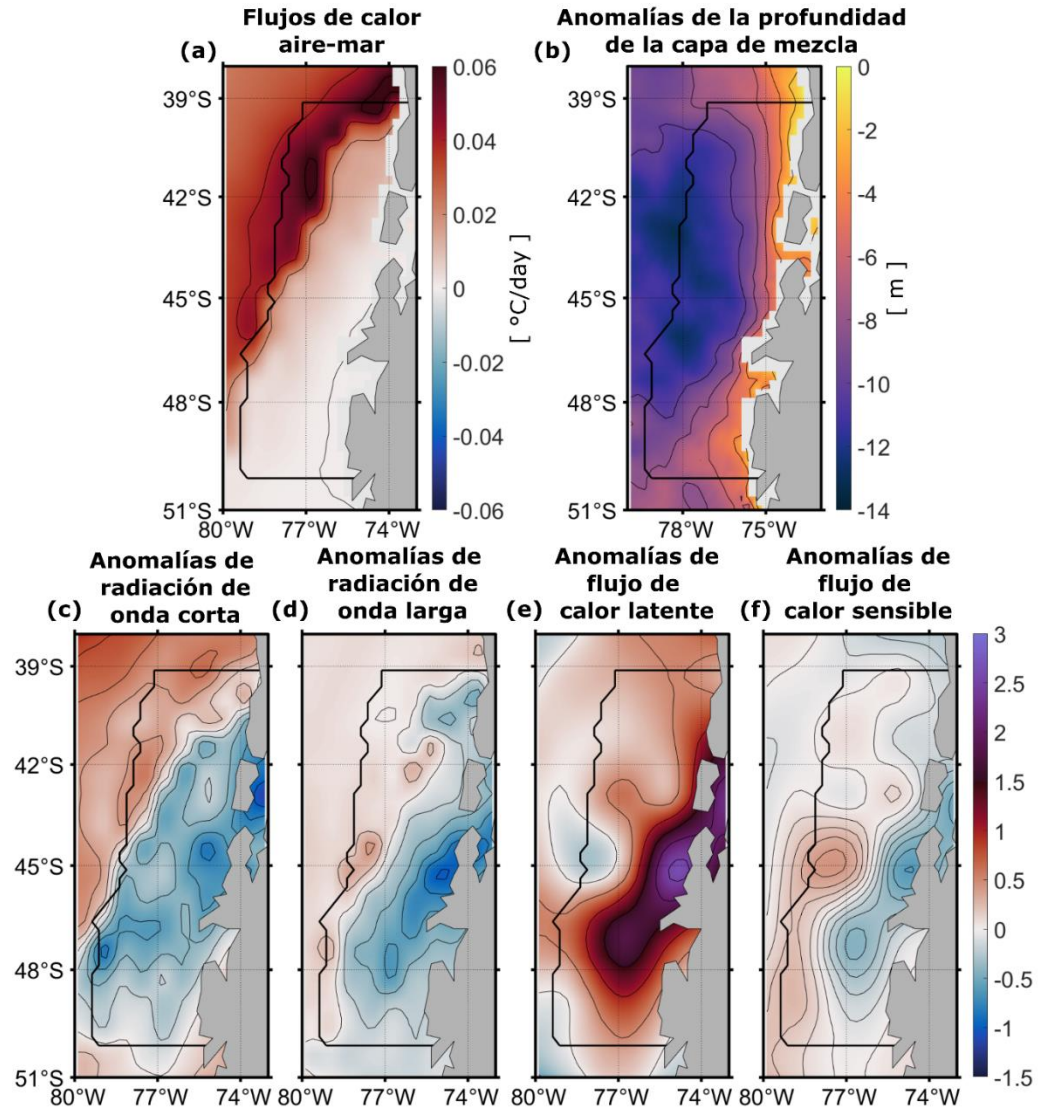 Flujos de calor
aire-mar
(a)
Anomalías de la profundidad
de la capa de mezcla
(b)
39°S
42°S
45°S
48°S
51°S
80°W
77°W
74°W
0.06
0.04
0.02
0
-0.02
-0.04
-0.06
[ °C/day ]
39°S
42°S
45°S
48°S
51°S
78°W
75°W
0
-2
-4
-6
-8
-10
-12
-14
[ m ]
Anomalías de
radiación de
onda corta
(c)
Anomalías de
radiación de
onda larga
(d)
Anomalías de
flujo de
calor latente
(e)
Anomalías de
flujo de
calor sensible
(f)
39°S
42°S
45°S
48°S
51°S
80°W
77°W
74°W
80°W
77°W
74°W
80°W
77°W
74°W
80°W
77°W
74°W
3
2.5
2
1.5
1
0.5
0
-0.5
-1
-1.5